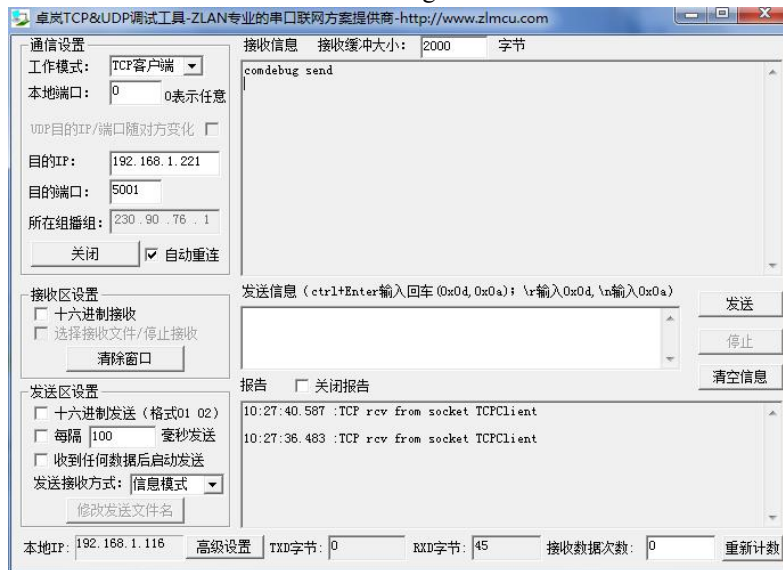 卓岚TCP&UDP调试工具-ZLAN专业的串口联网方案提供商-http://www.zlmcu.com
通信设置
工作模式: TCP客户端
本地端口: 0 0表示任意
UDP目的IP/端口随对方变化
目的IP: 192.168.1.221
目的端口: 5001
所在组播组: 230 .90 .76 .1
关闭 自动重连
接收区设置
十六进制接收
选择接收文件/停止接收
清除窗口
发送区设置
十六进制发送(格式01 02)
每隔 100 毫秒发送
收到任何数据后启动发送
发送接收方式: 信息模式
修改发送文件名
接收信息 接收缓冲大小: 2000 字节
comdebug send
发送信息(ctrl+Enter输入回车(0x0d,0x0a); \r输入0x0d,\n输入0x0a)
发送
停止
清空信息
报告 关闭报告
10:27:40.587 :TCP rcv from socket TCPClient
10:27:36.483 :TCP rcv from socket TCPClient
本地IP: 192.168.1.116 高级设置 TXD字节: 0 RXD字节: 45 接收数据次数: 0 重新计数